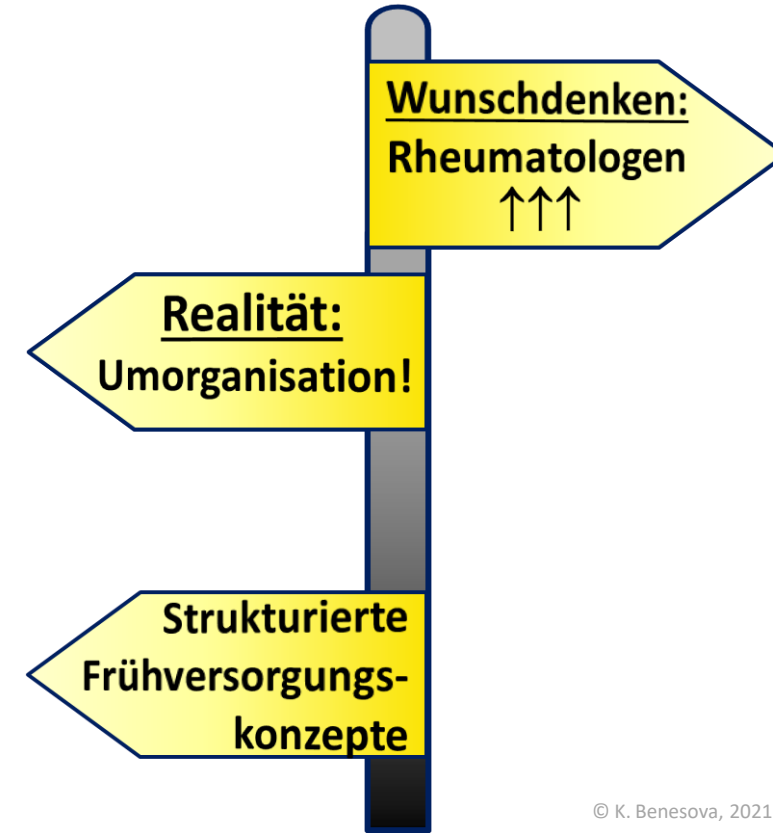 Wunschdenken:
Rheumatologen
↑↑↑
Realität:
Umorganisation!
Strukturierte
Frühversorgungs-
konzepte
© K. Benesova, 2021